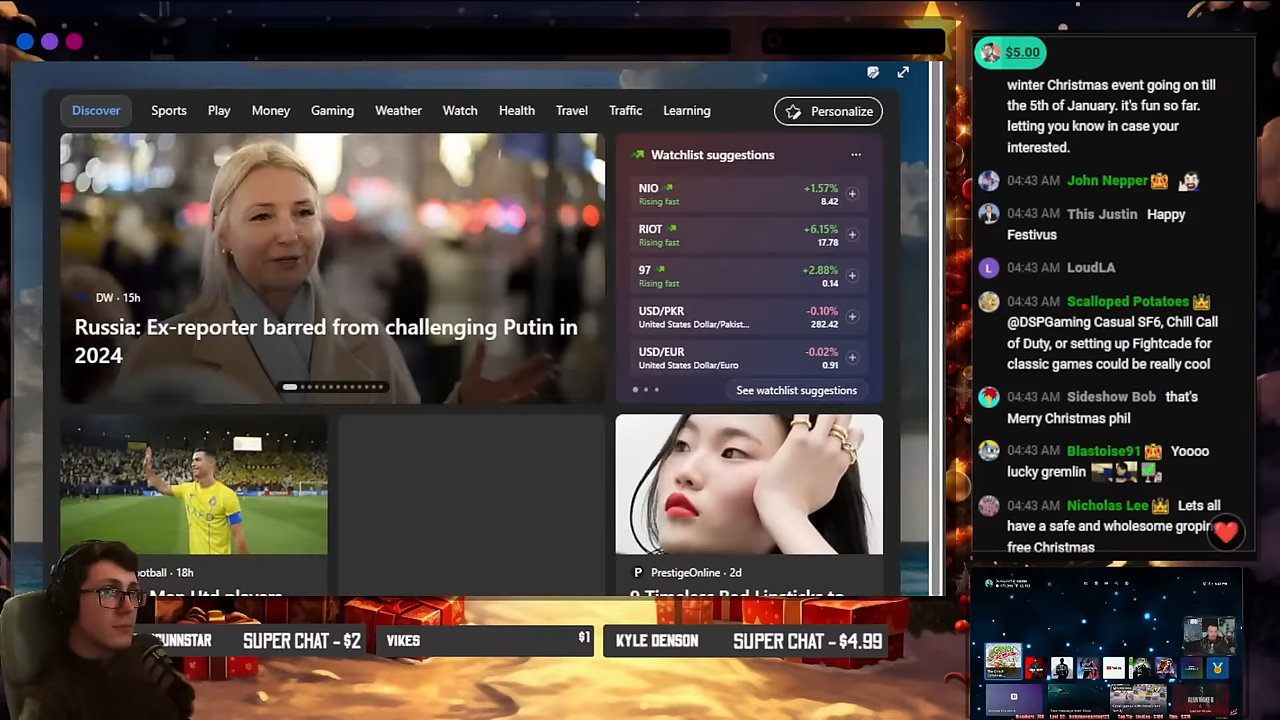 Discover Sports Play Money Gaming Weather Watch Health Travel Traffic Learning Personalize
DW · 15h
Russia: Ex-reporter barred from challenging Putin in
2024
Watchlist suggestions
NIO +1.57%
Rising fast 8.42
RIOT +6.15%
Rising fast 17.78
97 +2.88%
Rising fast 0.14
USD/PKR -0.10%
United States Dollar/Pakist... 282.42
USD/EUR -0.02%
United States Dollar/Euro 0.91
See watchlist suggestions
ootball · 18h
P PrestigeOnline · 2d
$5.00
winter Christmas event going on till
the 5th of January. it's fun so far.
letting you know in case your
interested.
04:43 AM John Nepper
04:43 AM This Justin Happy
Festivus
L 04:43 AM LoudLA
04:43 AM Scalloped Potatoes
@DSPGaming Casual SF6, Chill Call
of Duty, or setting up Fightcade for
classic games could be really cool
04:43 AM Sideshow Bob that's
Merry Christmas phil
04:43 AM Blastoise91 Yoooo
lucky gremlin
04:43 AM Nicholas Lee Lets all
have a safe and wholesome gropin
free Christmas
UNNSTAR SUPER CHAT - $2
VIKES $1
KYLE DENSON SUPER CHAT - $4.99